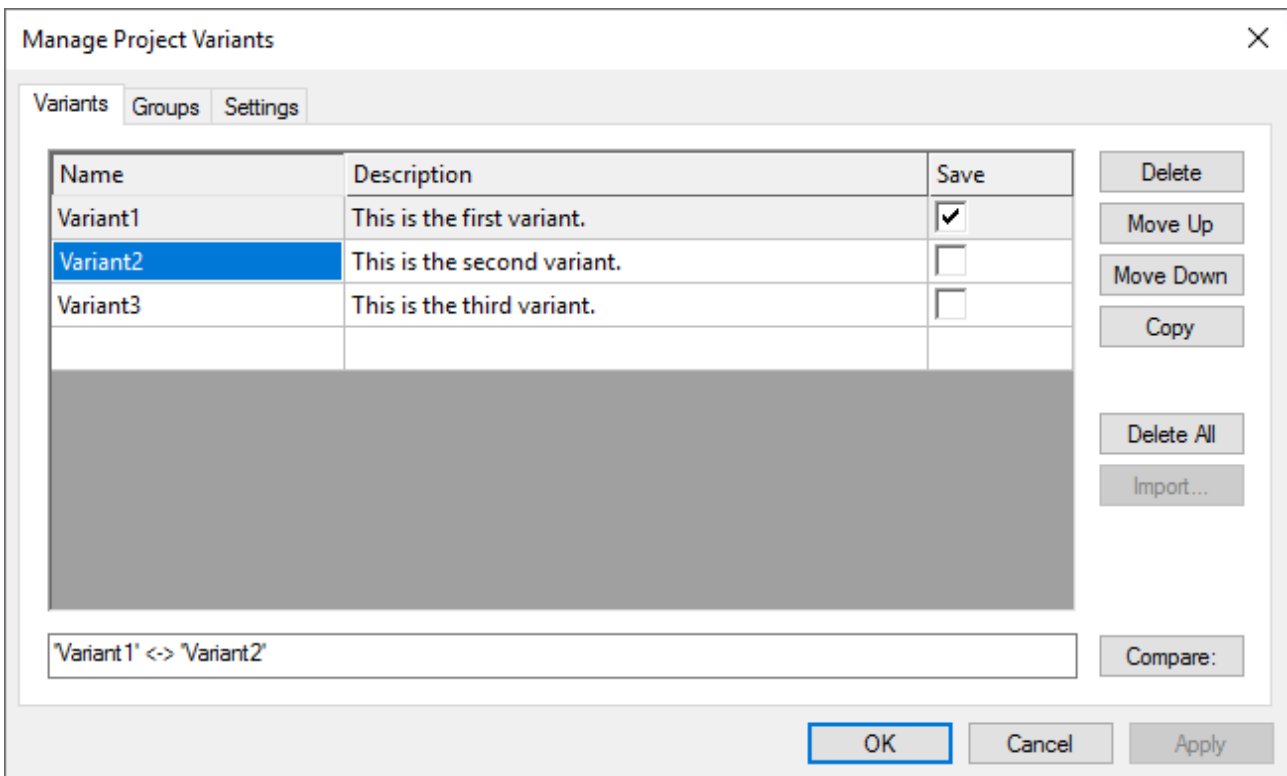 Manage Project Variants
Variants Groups Settings
Name Description Save
Variant1 This is the first variant.
Variant2 This is the second variant.
Variant3 This is the third variant.
Delete
Move Up
Move Down
Copy
Delete All
Import...
'Variant1' <-> 'Variant2'
Compare:
OK Cancel Apply